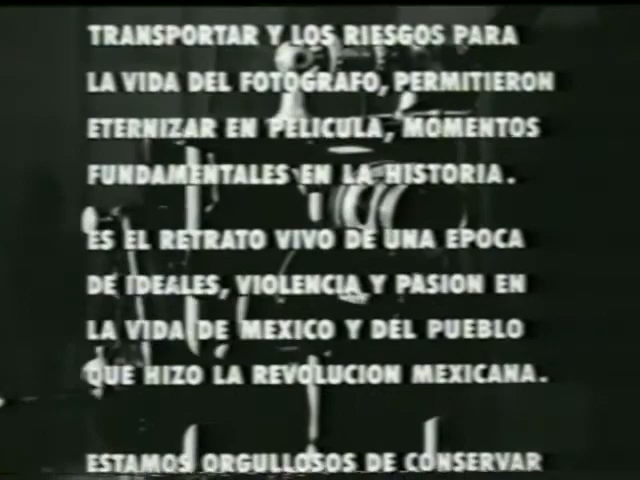 TRANSPORTAR Y LOS RIESGOS PARA
LA VIDA DEL FOTOGRAFO, PERMITIERON
ETERNIZAR EN PELICULA, MOMENTOS
FUNDAMENTALES EN LA HISTORIA.
ES EL RETRATO VIVO DE UNA EPOCA
DE IDEALES, VIOLENCIA Y PASION EN
LA VIDA DE MEXICO Y DEL PUEBLO
QUE HIZO LA REVOLUCION MEXICANA.
ESTAMOS ORGULLOSOS DE CONSERVAR